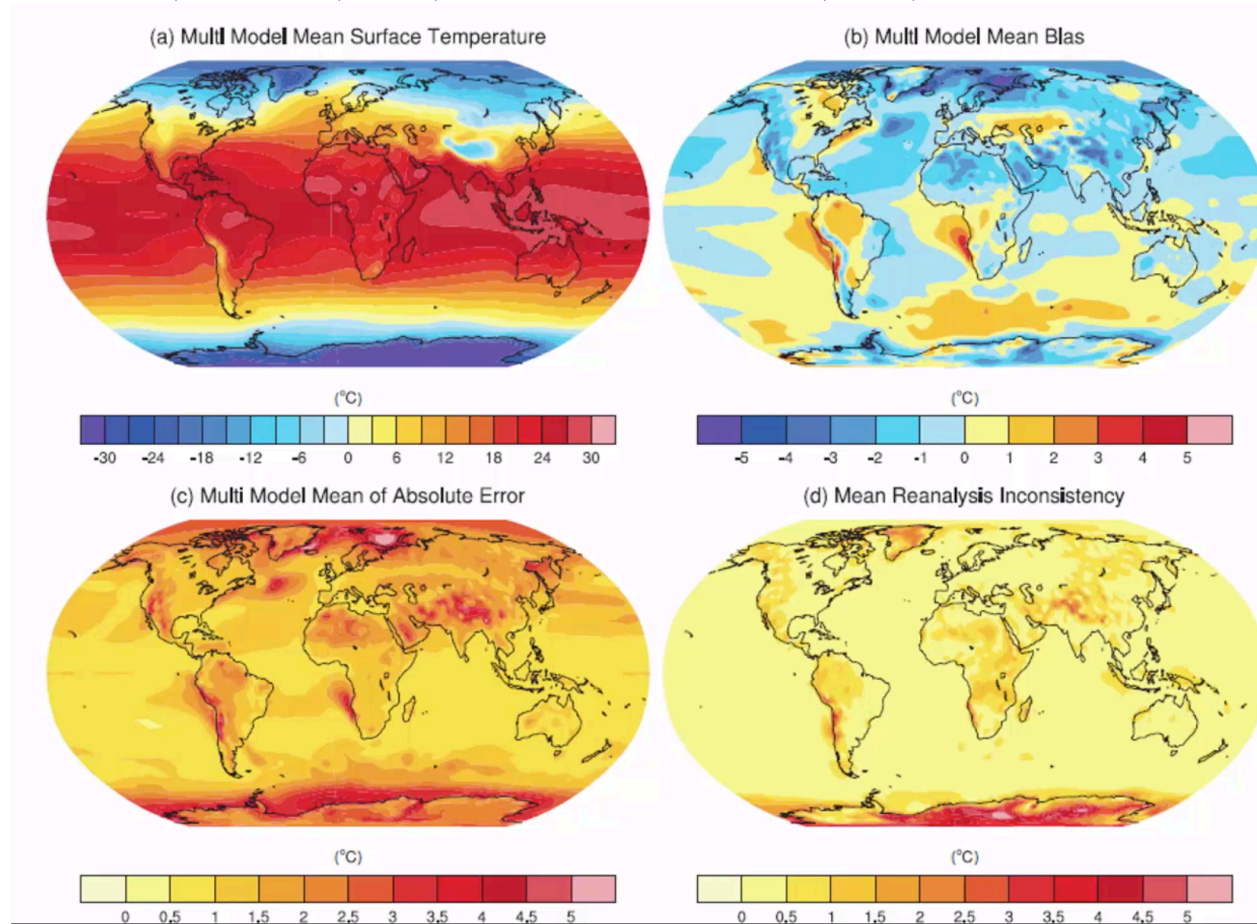 (a) Multi Model Mean Surface Temperature
(b) Multi Model Mean Bias
(°C)
(°C)
-30 -24 -18 -12 -6 0 6 12 18 24 30
-5 -4 -3 -2 -1 0 1 2 3 4 5
(c) Multi Model Mean of Absolute Error
(d) Mean Reanalysis Inconsistency
(°C)
(°C)
0 0.5 1 1.5 2 2.5 3 3.5 4 4.5 5
0 0.5 1 1.5 2 2.5 3 3.5 4 4.5 5